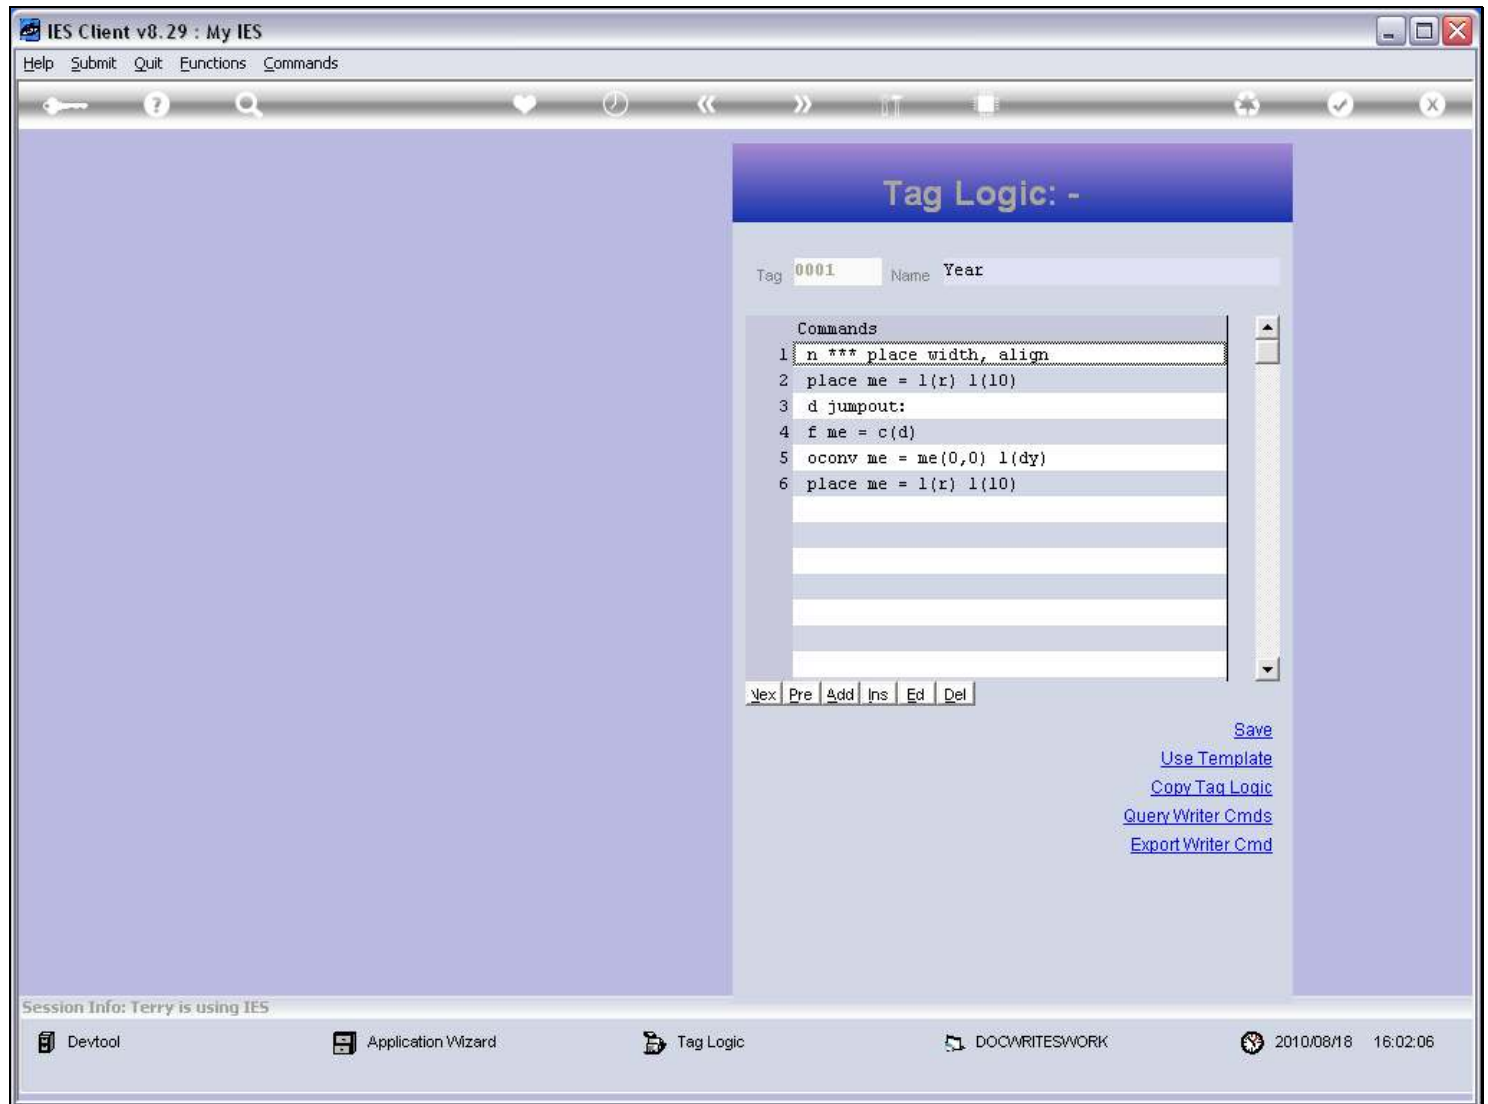 IES Client v8.29 : My IES
Help Submit Quit Functions Commands
Tag Logic: -
Tag 0001 Name Year
Commands
1 n *** place width, align
2 place me = l(r) l(10)
3 d jumpout:
4 f me = c(d)
5 oconv me = me(0,0) l(dy)
6 place me = l(r) l(10)
Nex Pre Add Ins Ed Del
Save
Use Template
Copy Tag Logic
Query Writer Cmds
Export Writer Cmd
Session Info: Terry is using IES
Devtool Application Wizard Tag Logic DOCWRITESWORK 2010/08/18 16:02:06